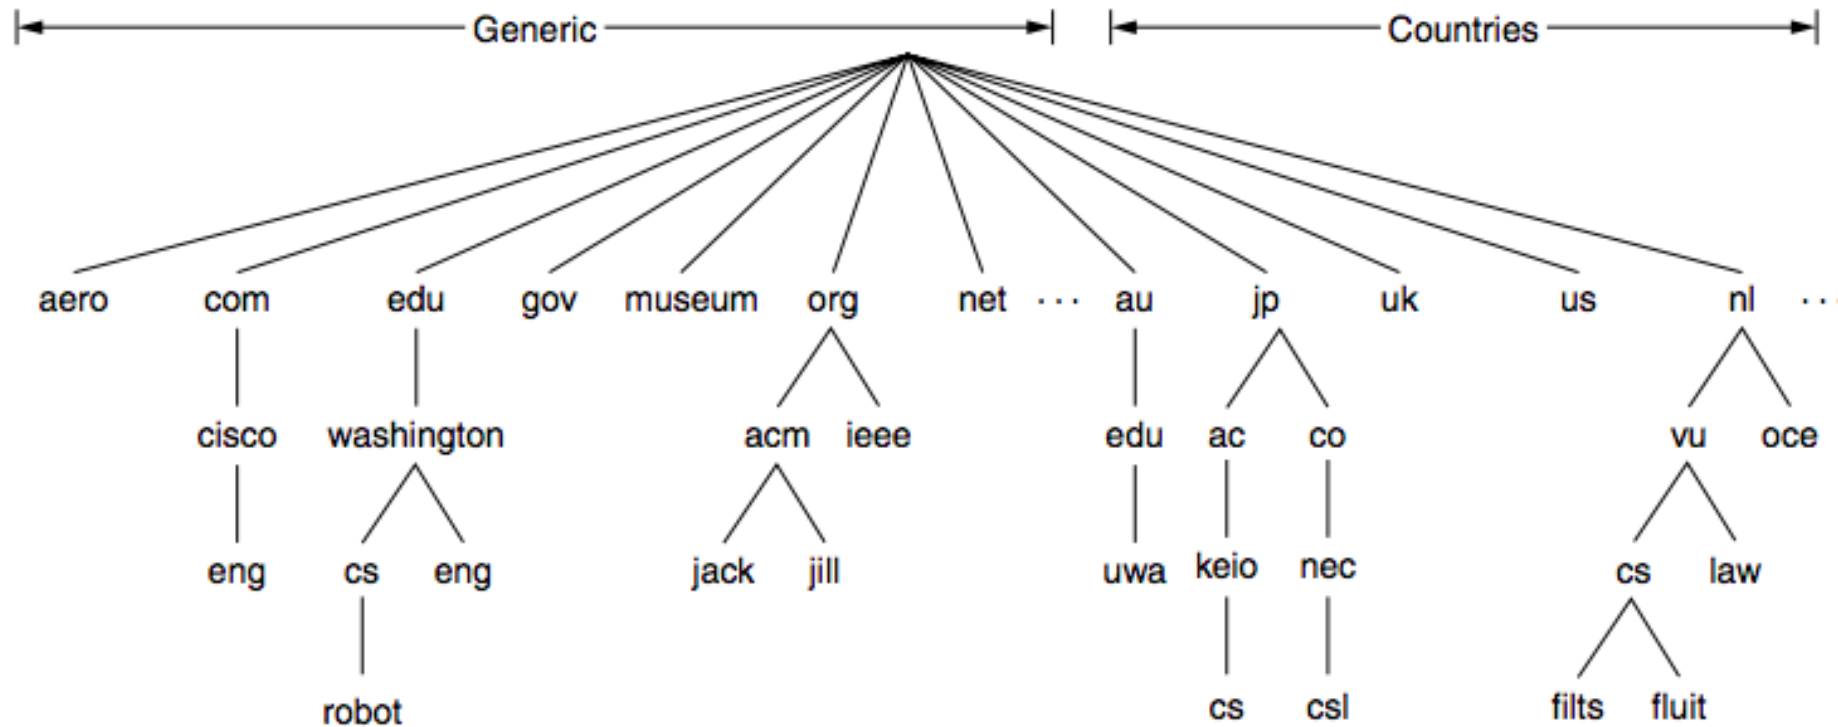 Generic Countries
aero com edu gov museum org net ... au jp uk us nl ...
cisco washington acm ieee edu ac co vu oce
eng cs eng jack jill uwa keio nec cs law
robot cs csl filts fluit